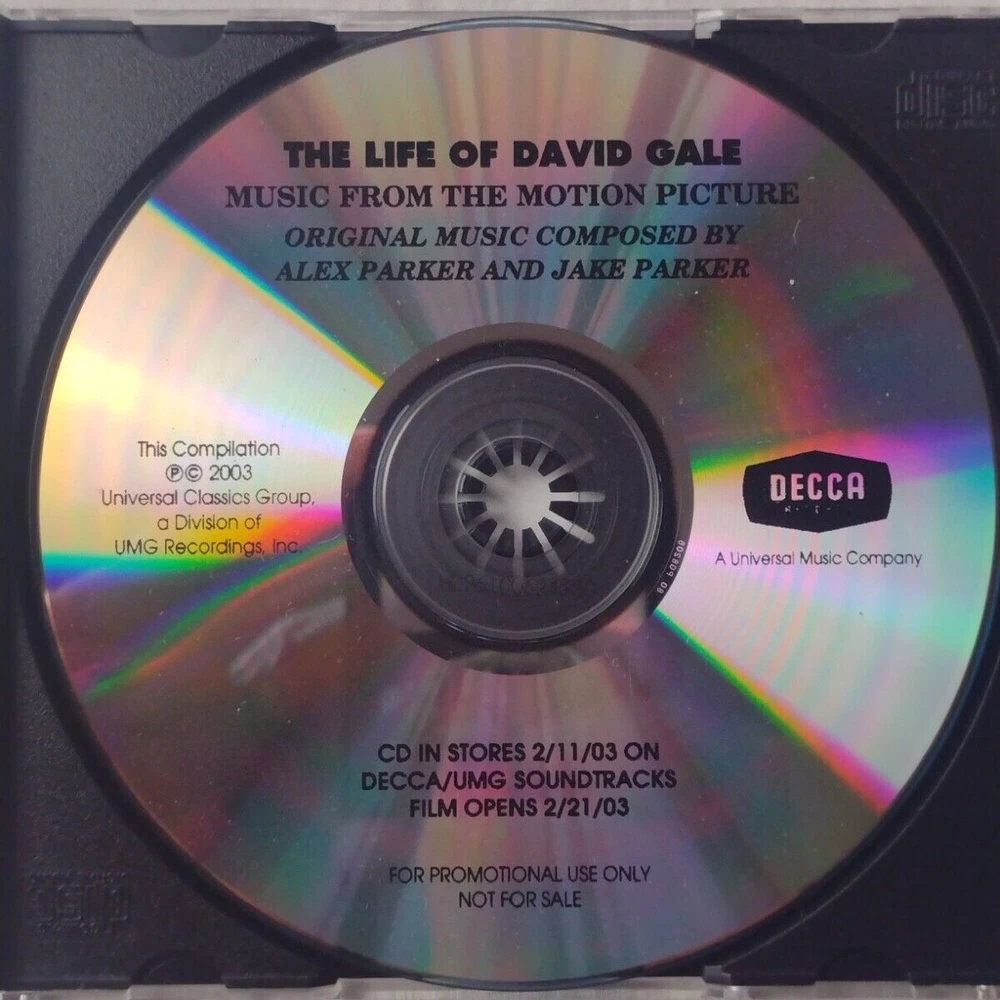 THE LIFE OF DAVID GALE
MUSIC FROM THE MOTION PICTURE
ORIGINAL MUSIC COMPOSED BY
ALEX PARKER AND JAKE PARKER
This Compilation
℗© 2003
Universal Classics Group,
a Division of
UMG Recordings, Inc.
DECCA
A Universal Music Company
CD IN STORES 2/11/03 ON
DECCA/UMG SOUNDTRACKS
FILM OPENS 2/21/03
FOR PROMOTIONAL USE ONLY
NOT FOR SALE
COMPACT
disc